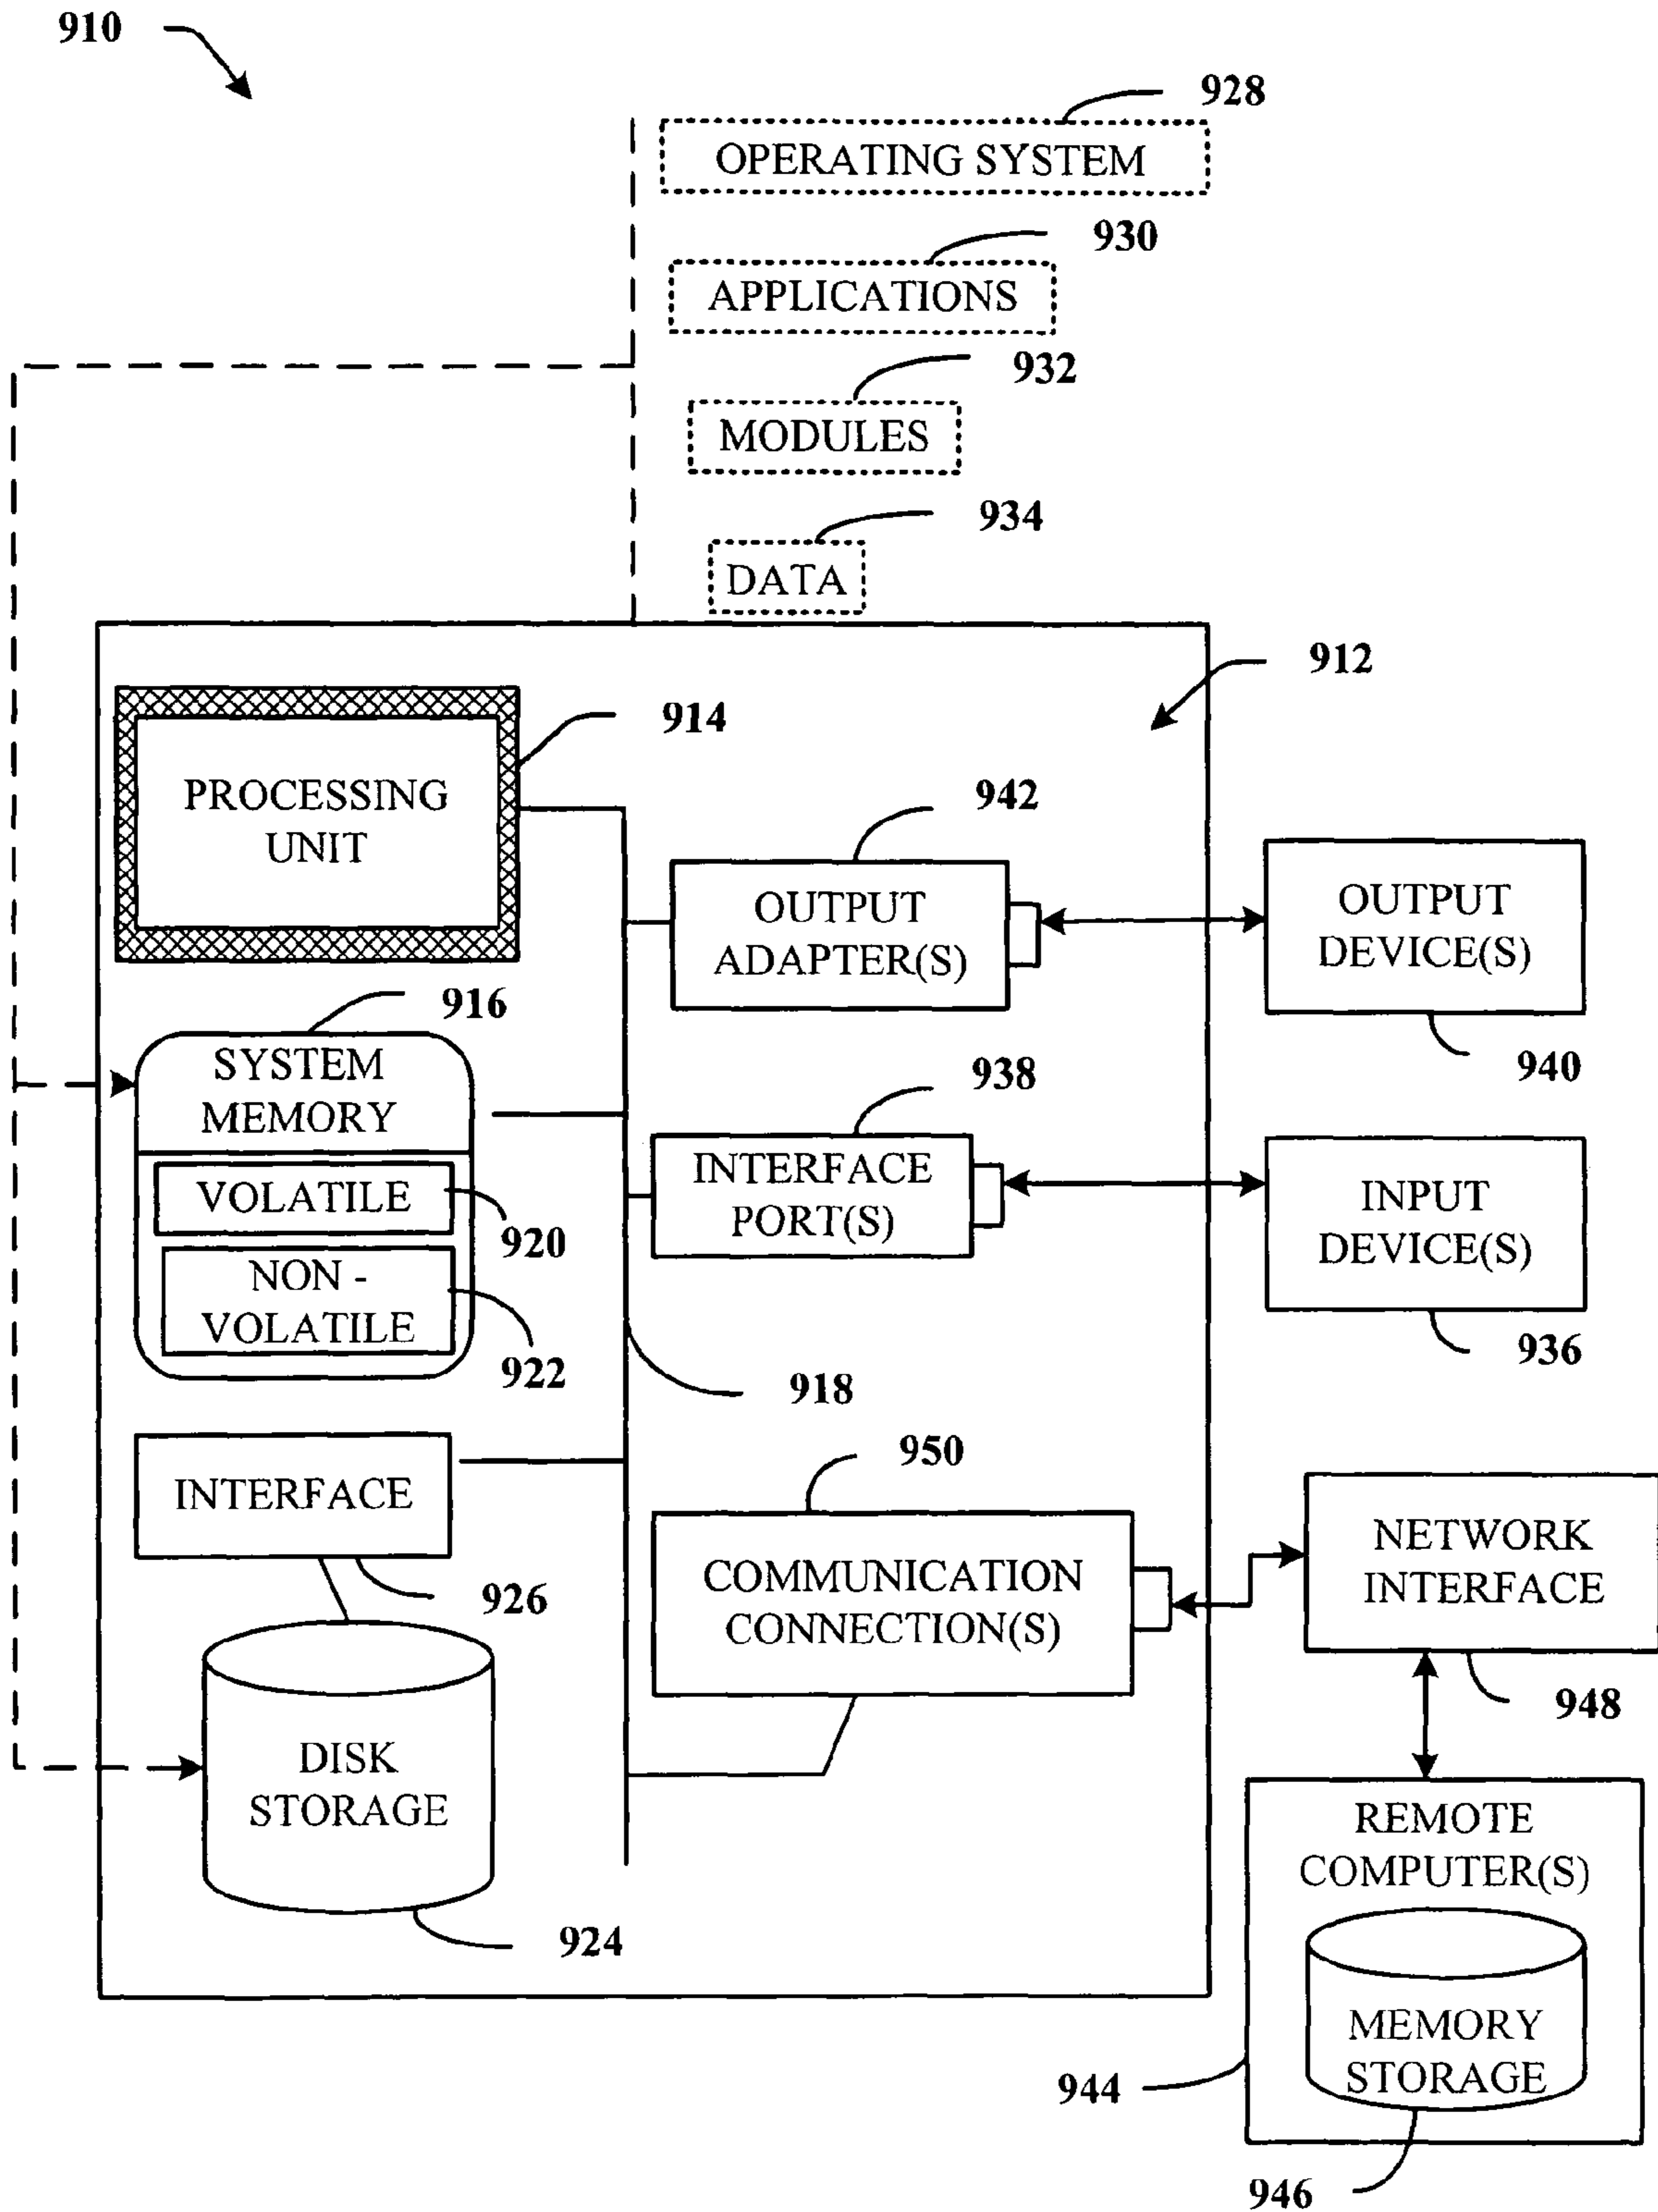 910
928
OPERATING SYSTEM
930
APPLICATIONS
932
MODULES
934
DATA
912
914
PROCESSING
UNIT
942
OUTPUT
ADAPTER(S)
OUTPUT
DEVICE(S)
940
916
SYSTEM
MEMORY
VOLATILE
920
NON -
VOLATILE
922
938
INTERFACE
PORT(S)
INPUT
DEVICE(S)
936
918
INTERFACE
926
950
COMMUNICATION
CONNECTION(S)
NETWORK
INTERFACE
948
DISK
STORAGE
924
REMOTE
COMPUTER(S)
MEMORY
STORAGE
944
946